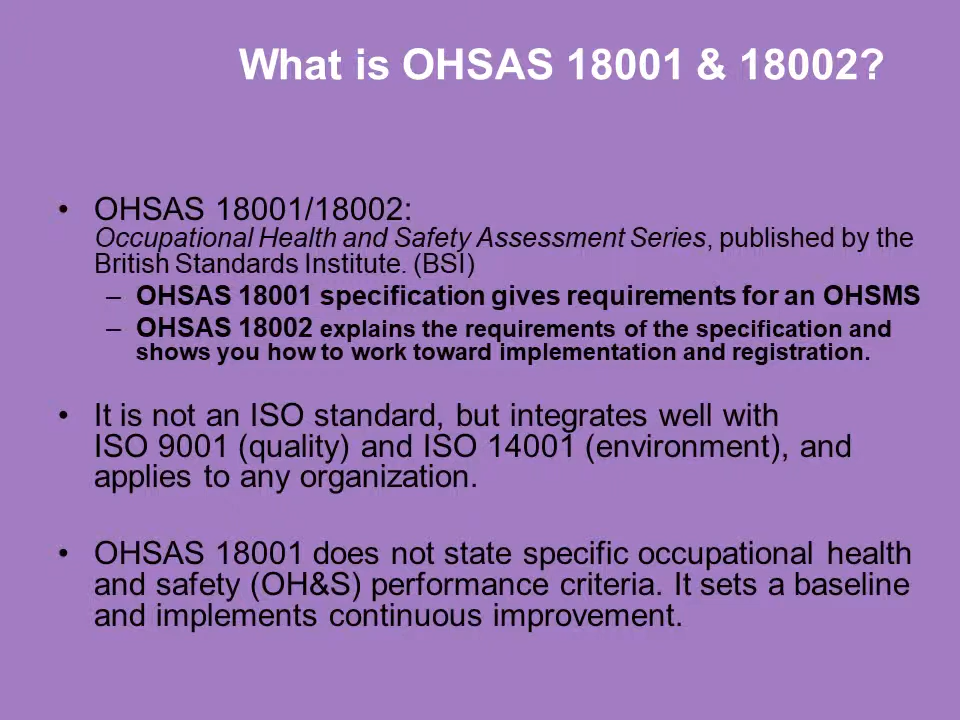 What is OHSAS 18001 & 18002?
• OHSAS 18001/18002:
Occupational Health and Safety Assessment Series, published by the
British Standards Institute. (BSI)
– OHSAS 18001 specification gives requirements for an OHSMS
– OHSAS 18002 explains the requirements of the specification and
shows you how to work toward implementation and registration.
• It is not an ISO standard, but integrates well with
ISO 9001 (quality) and ISO 14001 (environment), and
applies to any organization.
• OHSAS 18001 does not state specific occupational health
and safety (OH&S) performance criteria. It sets a baseline
and implements continuous improvement.